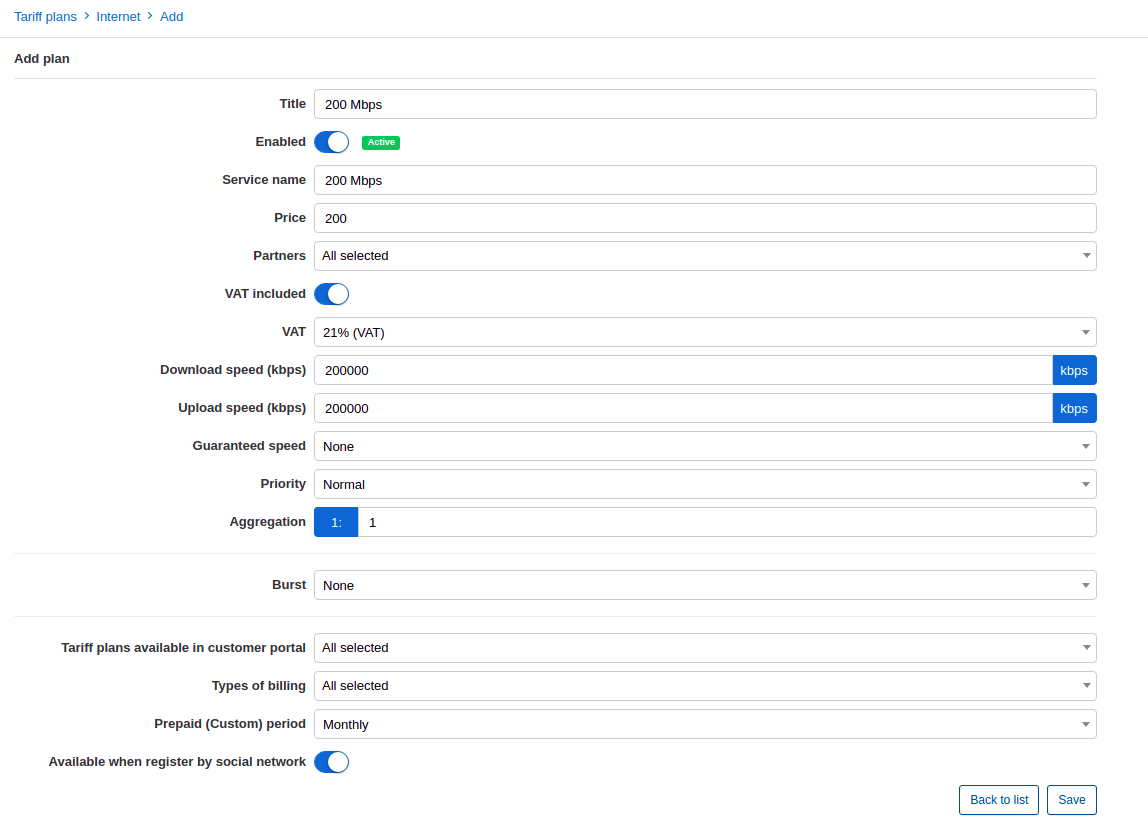 Tariff plans > Internet > Add
Add plan
Title 200 Mbps
Enabled Active
Service name 200 Mbps
Price 200
Partners All selected
VAT included
VAT 21% (VAT)
Download speed (kbps) 200000 kbps
Upload speed (kbps) 200000 kbps
Guaranteed speed None
Priority Normal
Aggregation 1: 1
Burst None
Tariff plans available in customer portal All selected
Types of billing All selected
Prepaid (Custom) period Monthly
Available when register by social network
Back to list Save